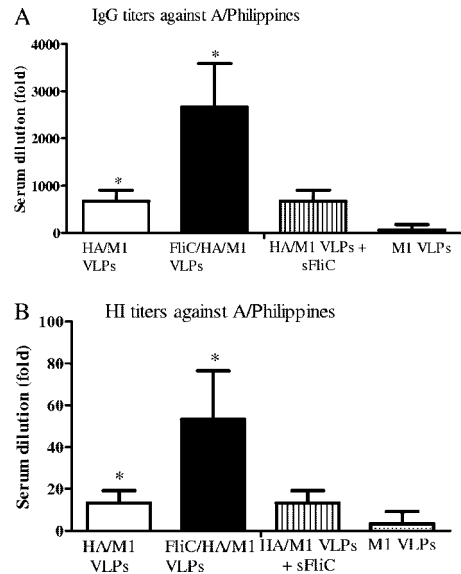 A
IgG titers against A/Philippines
Serum dilution (fold)
4000
3000
2000
1000
0
*
*
HA/M1
VLPs
FliC/HA/M1
VLPs
HA/M1 VLPs +
sFliC
M1 VLPs
B
HI titers against A/Philippines
Serum dilution (fold)
100
80
60
40
20
0
*
*
HA/M1
VLPs
FliC/HA/M1
VLPs
HA/M1 VLPs
+ sFliC
M1 VLPs